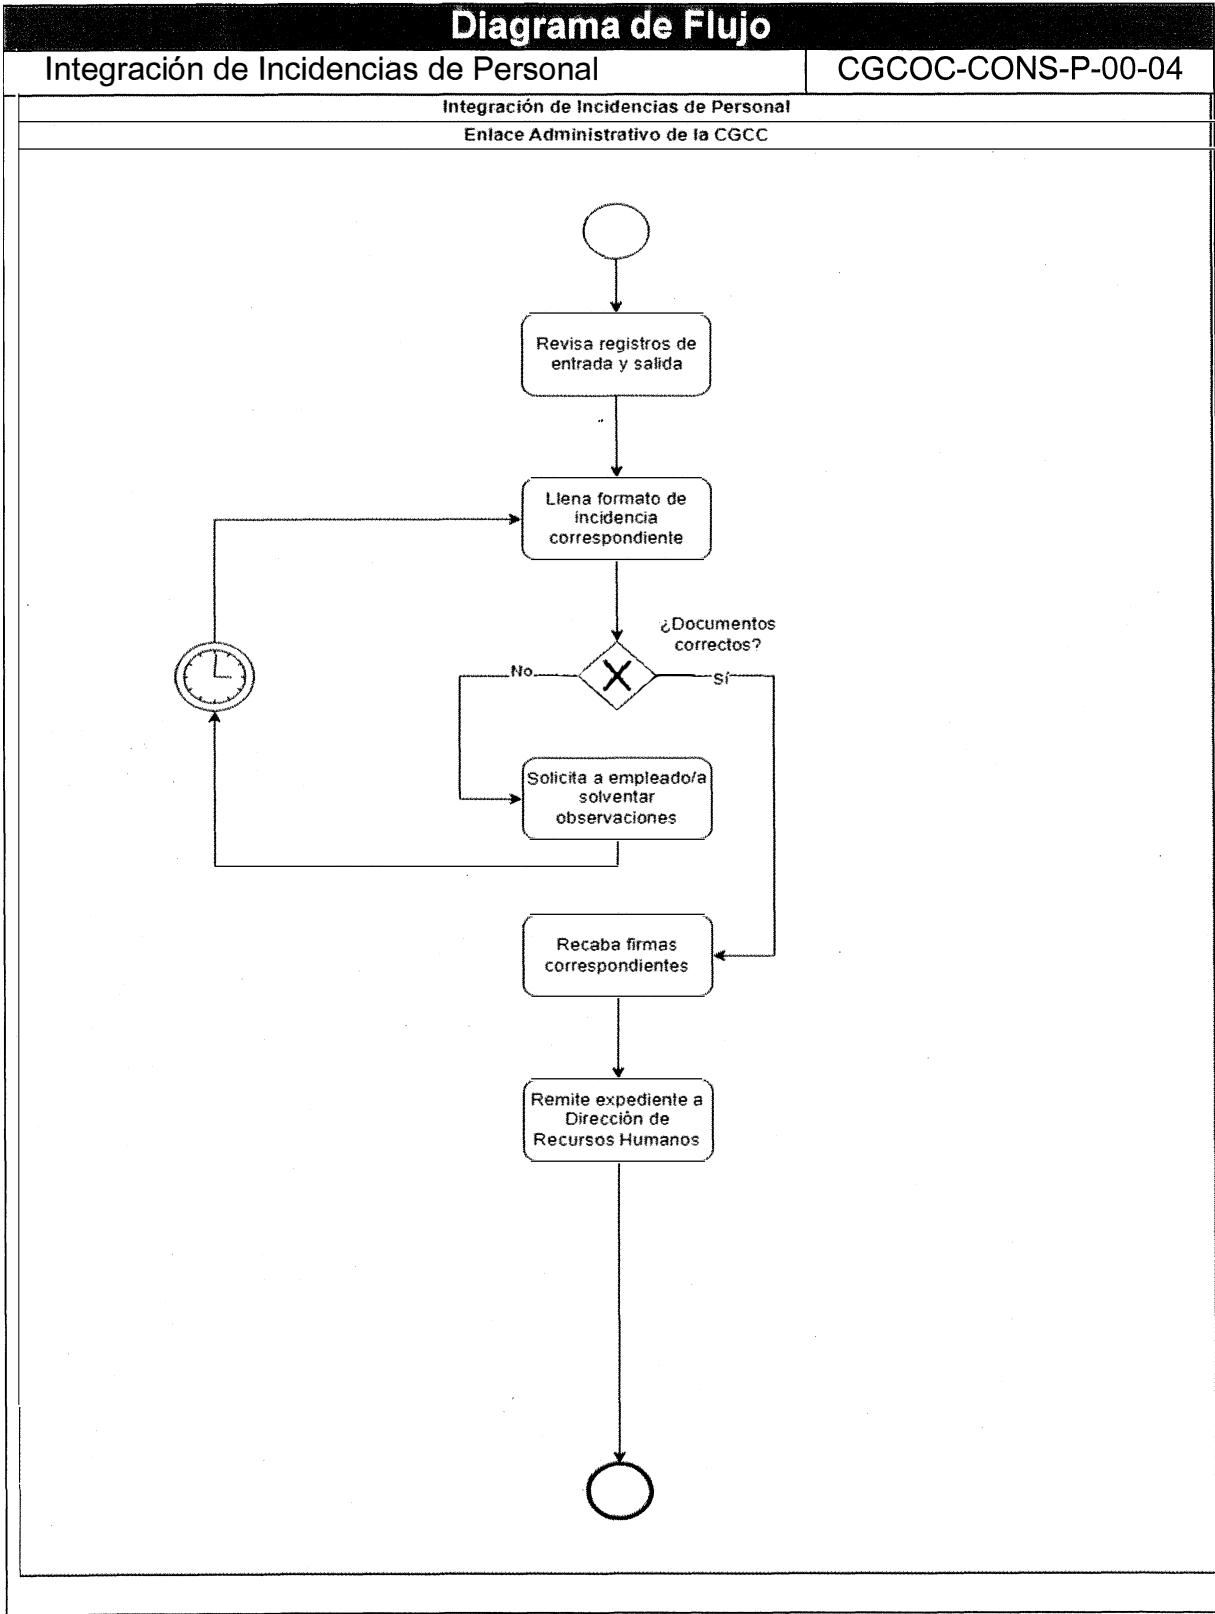 Diagrama de Flujo
Integración de Incidencias de Personal
CGCOC-CONS-P-00-04
Integración de Incidencias de Personal
Enlace Administrativo de la CGCC
Revisa registros de
entrada y salida
Llena formato de
incidencia
correspondiente
¿Documentos
correctos?
No
Sí
Solicita a empleado/a
solventar
observaciones
Recaba firmas
correspondientes
Remite expediente a
Dirección de
Recursos Humanos